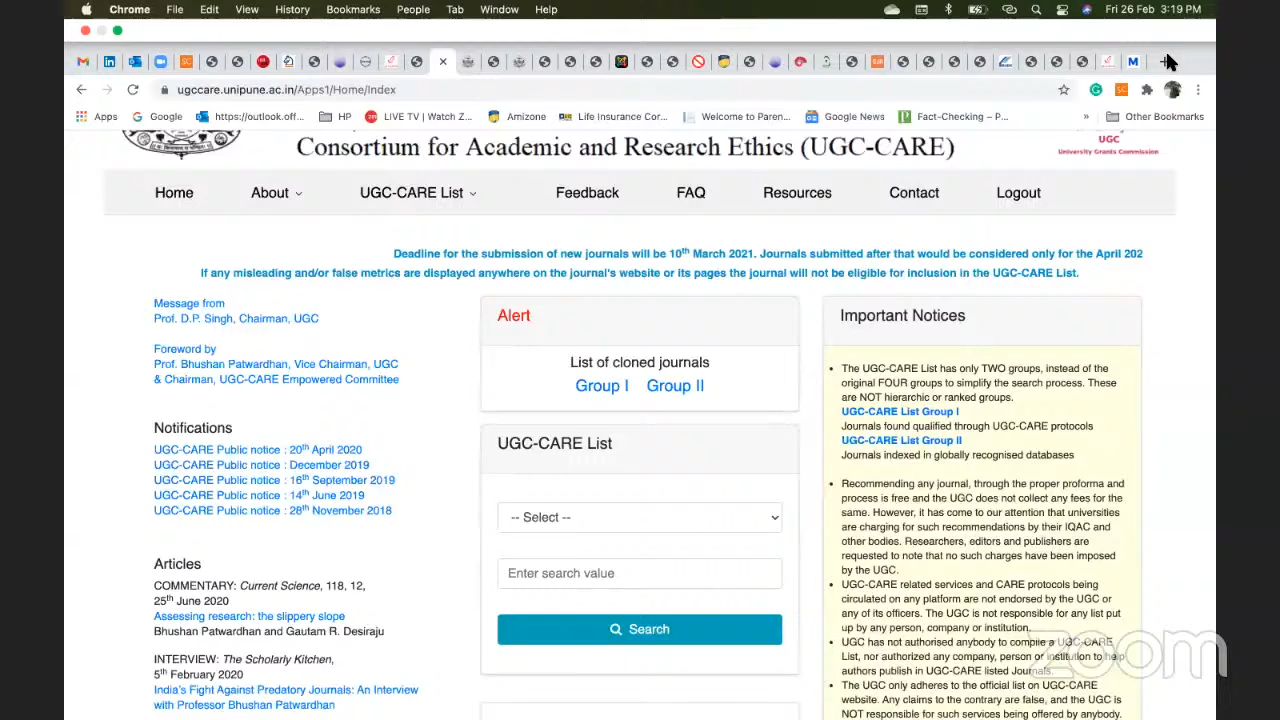 Chrome File Edit View History Bookmarks People Tab Window Help Fri 26 Feb 3:19 PM
ugccare.unipune.ac.in/Apps1/Home/Index
Apps Google https://outlook.off... HP LIVE TV | Watch Z... Amizone Life Insurance Cor... Welcome to Paren... Google News Fact-Checking – P... » Other Bookmarks
Consortium for Academic and Research Ethics (UGC-CARE)
UGC
University Grants Commission
Home About UGC-CARE List Feedback FAQ Resources Contact Logout
Deadline for the submission of new journals will be 10th March 2021. Journals submitted after that would be considered only for the April 202
If any misleading and/or false metrics are displayed anywhere on the journal's website or its pages the journal will not be eligible for inclusion in the UGC-CARE List.
Message from
Prof. D.P. Singh, Chairman, UGC
Foreword by
Prof. Bhushan Patwardhan, Vice Chairman, UGC
& Chairman, UGC-CARE Empowered Committee
Notifications
UGC-CARE Public notice : 20th April 2020
UGC-CARE Public notice : December 2019
UGC-CARE Public notice : 16th September 2019
UGC-CARE Public notice : 14th June 2019
UGC-CARE Public notice : 28th November 2018
Articles
COMMENTARY: Current Science, 118, 12,
25th June 2020
Assessing research: the slippery slope
Bhushan Patwardhan and Gautam R. Desiraju
INTERVIEW: The Scholarly Kitchen,
5th February 2020
India's Fight Against Predatory Journals: An Interview
with Professor Bhushan Patwardhan
Alert
List of cloned journals
Group I Group II
UGC-CARE List
-- Select --
Enter search value
Search
Important Notices
• The UGC-CARE List has only TWO groups, instead of the
original FOUR groups to simplify the search process. These
are NOT hierarchic or ranked groups.
UGC-CARE List Group I
Journals found qualified through UGC-CARE protocols
UGC-CARE List Group II
Journals indexed in globally recognised databases
• Recommending any journal, through the proper proforma and
process is free and the UGC does not collect any fees for the
same. However, it has come to our attention that universities
are charging for such recommendations by their IQAC and
other bodies. Researchers, editors and publishers are
requested to note that no such charges have been imposed
by the UGC.
• UGC-CARE related services and CARE protocols being
circulated on any platform are not endorsed by the UGC or
any of its officers. The UGC is not responsible for any list put
up by any person, company or institution.
• UGC has not authorised anybody to compile a UGC-CARE
List, nor authorized any company, person or institution to help
authors publish in UGC-CARE listed Journals.
• The UGC only adheres to the official list on UGC-CARE
website. Any claims to the contrary are false, and the UGC is
NOT responsible for such services being offered by anybody.
zoom